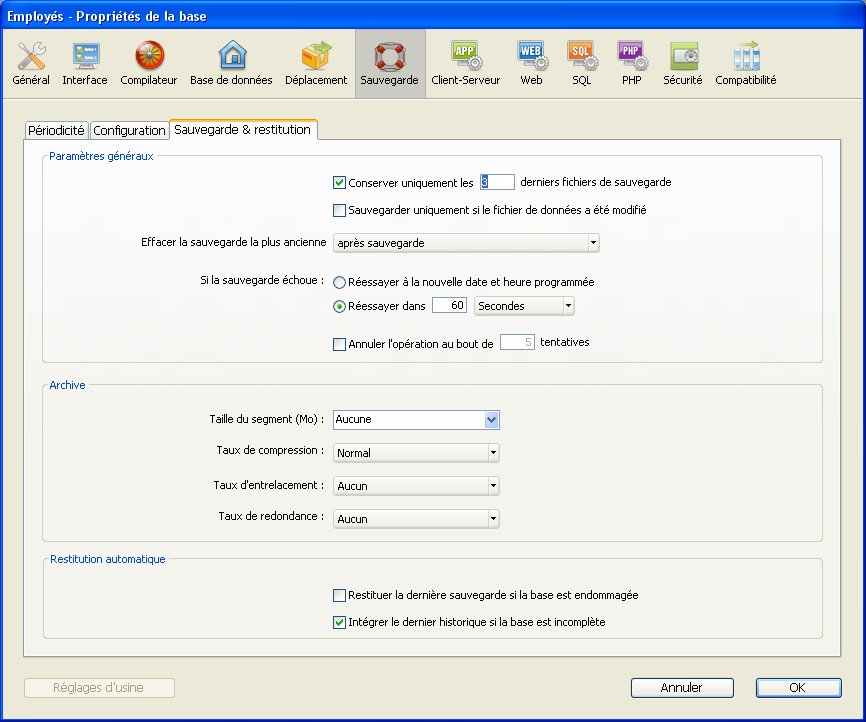 Employés - Propriétés de la base
Général Interface Compilateur Base de données Déplacement Sauvegarde Client-Serveur Web SQL PHP Sécurité Compatibilité
APP WEB SQL PHP
Périodicité Configuration Sauvegarde & restitution
Paramètres généraux
Conserver uniquement les 3 derniers fichiers de sauvegarde
Sauvegarder uniquement si le fichier de données a été modifié
Effacer la sauvegarde la plus ancienne après sauvegarde
Si la sauvegarde échoue : Réessayer à la nouvelle date et heure programmée
Réessayer dans 60 Secondes
Annuler l'opération au bout de 5 tentatives
Archive
Taille du segment (Mo) : Aucune
Taux de compression : Normal
Taux d'entrelacement : Aucun
Taux de redondance : Aucun
Restitution automatique
Restituer la dernière sauvegarde si la base est endommagée
Intégrer le dernier historique si la base est incomplète
Réglages d'usine Annuler OK